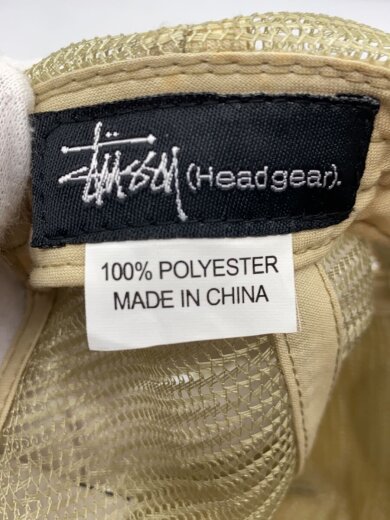 Stüssy (Headgear).
100% POLYESTER
MADE IN CHINA